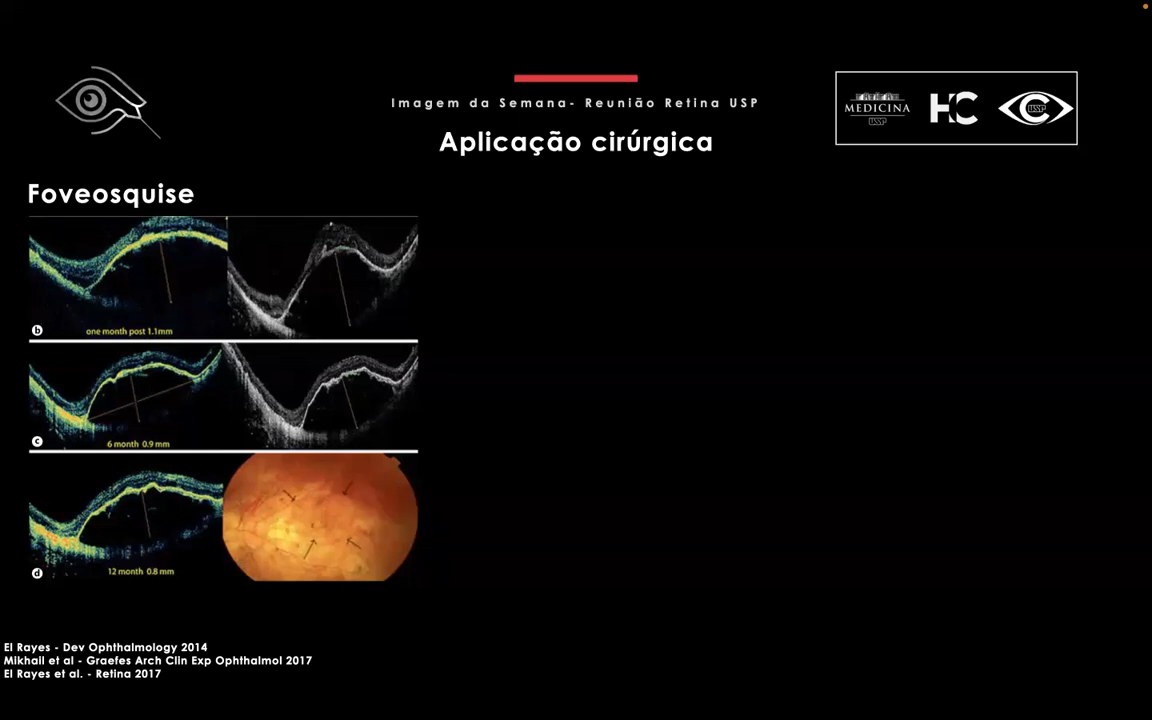 Imagem da Semana- Reunião Retina USP
Aplicação cirúrgica
MEDICINA
USP
HC
USP
Foveosquise
b
one month post 1.1mm
c
6 month 0.9 mm
d
12 month 0.8 mm
El Rayes - Dev Ophthalmology 2014
Mikhail et al - Graefes Arch Clin Exp Ophthalmol 2017
El Rayes et al. - Retina 2017